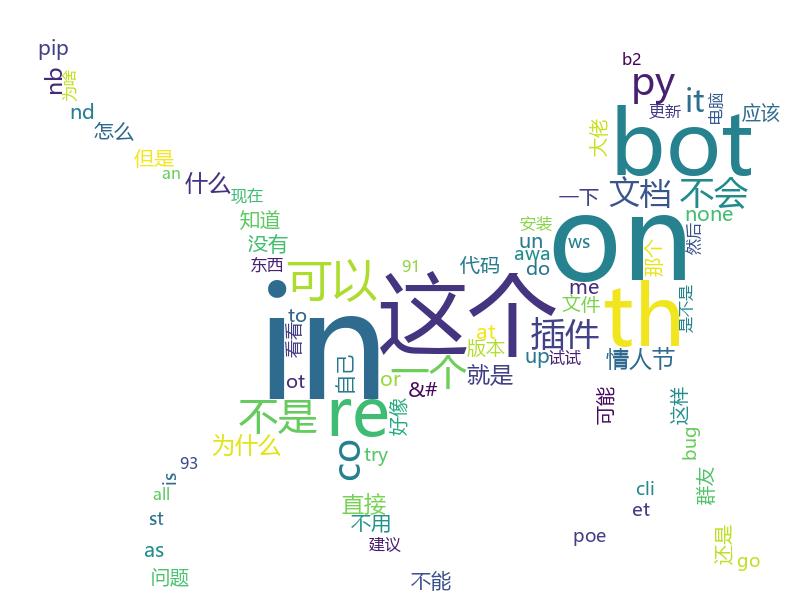 pip
b2
nb
为啥
py
it
电脑
nd
更新
应该
怎么
bot
大佬
但是
an
什么
现在
一下
文档
不会
知道
安装
on
none
没有
un
ws
那个
然后
东西
可以
91
代码
awa
do
这个
me
th
是不是
in
to
看看
文件
插件
at
版本
up
试试
情人节
ot
自己
or
一个
就是
&#
不是
re
好像
可能
这样
为什么
co
try
bug
93
is
群友
all
直接
cli
st
不用
et
as
建议
poe
还是
go
问题
不能